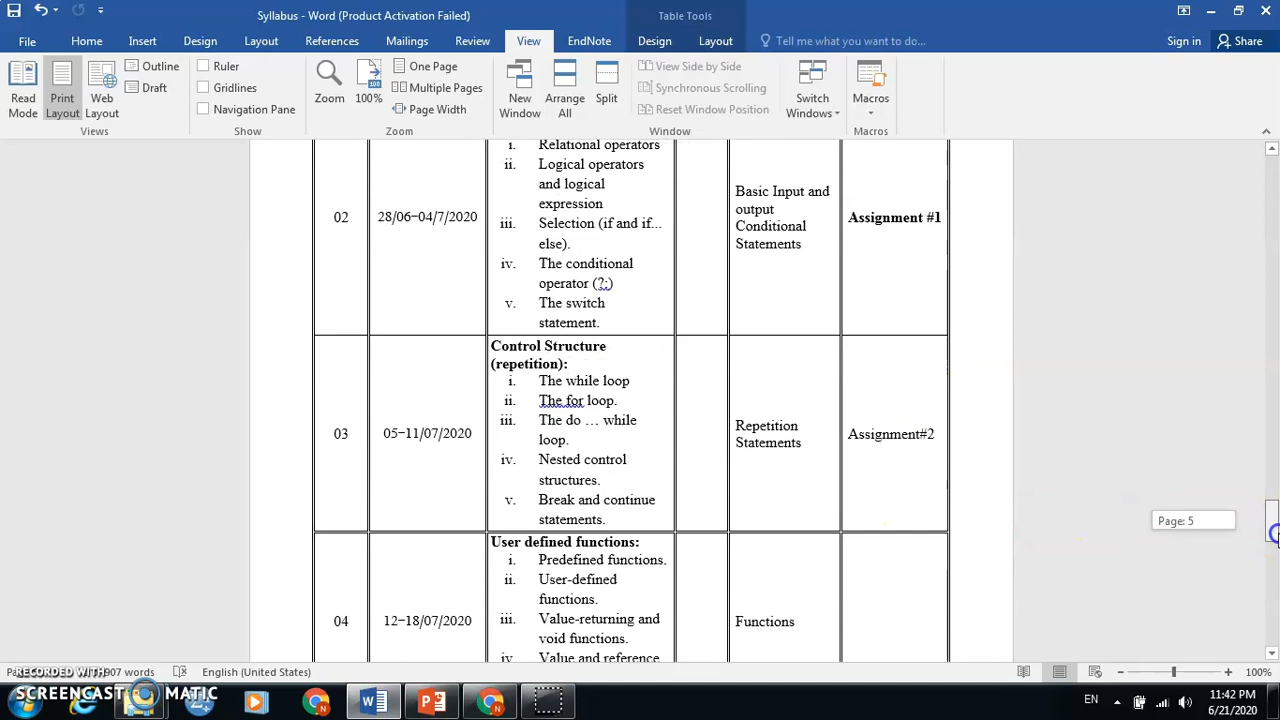 Syllabus - Word (Product Activation Failed)
Table Tools
File Home Insert Design Layout References Mailings Review View EndNote Design Layout Tell me what you want to do... Sign in Share
Read Mode
Print Layout
Web Layout
Outline
Draft
Views
Ruler
Gridlines
Navigation Pane
Show
Zoom
100%
One Page
Multiple Pages
Page Width
Zoom
New Window
Arrange All
Split
View Side by Side
Synchronous Scrolling
Reset Window Position
Window
Switch Windows
Macros
Macros
02
28/06–04/7/2020
i. Relational operators
ii. Logical operators
and logical
expression
iii. Selection (if and if...
else).
iv. The conditional
operator (?:)
v. The switch
statement.
Basic Input and
output
Conditional
Statements
Assignment #1
03
05–11/07/2020
Control Structure
(repetition):
i. The while loop
ii. The for loop.
iii. The do … while
loop.
iv. Nested control
structures.
v. Break and continue
statements.
Repetition
Statements
Assignment#2
04
12–18/07/2020
User defined functions:
i. Predefined functions.
ii. User-defined
functions.
iii. Value-returning and
void functions.
iv. Value and reference
Functions
Page: 5
907 words
English (United States)
100%
RECORDED WITH
SCREENCAST MATIC
EN
11:42 PM
6/21/2020